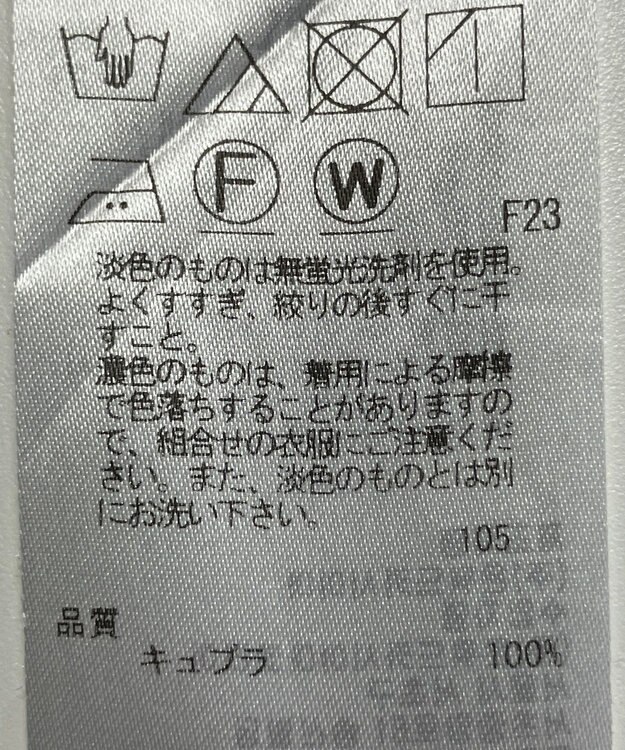 F W
F23
淡色のものは無蛍光洗剤を使用。
よくすすぎ、絞りの後すぐに干
すこと。
濃色のものは、着用による摩擦
で色落ちすることがありますの
で、組合せの衣服にご注意くだ
さい。また、淡色のものとは別
にお洗い下さい。
105
品質
キュプラ 100%